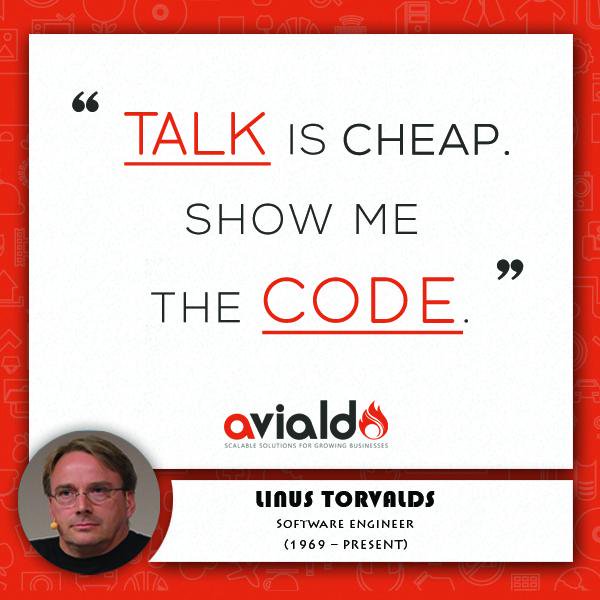 “ TALK IS CHEAP.
SHOW ME
THE CODE. ”
avialdo
SCALABLE SOLUTIONS FOR GROWING BUSINESSES
LINUS TORVALDS
SOFTWARE ENGINEER
(1969 – PRESENT)